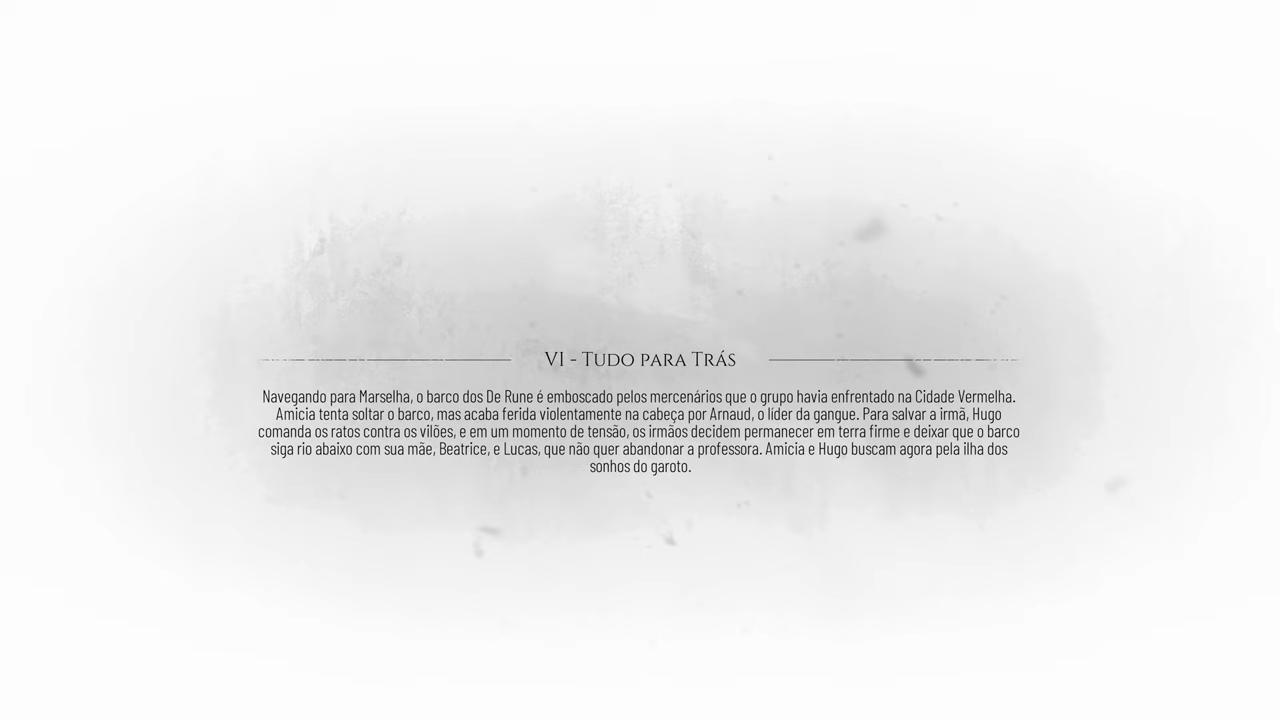 VI - Tudo para Trás
Navegando para Marselha, o barco dos De Rune é emboscado pelos mercenários que o grupo havia enfrentado na Cidade Vermelha.
Amicia tenta soltar o barco, mas acaba ferida violentamente na cabeça por Arnaud, o líder da gangue. Para salvar a irmã, Hugo
comanda os ratos contra os vilões, e em um momento de tensão, os irmãos decidem permanecer em terra firme e deixar que o barco
siga rio abaixo com sua mãe, Beatrice, e Lucas, que não quer abandonar a professora. Amicia e Hugo buscam agora pela ilha dos
sonhos do garoto.